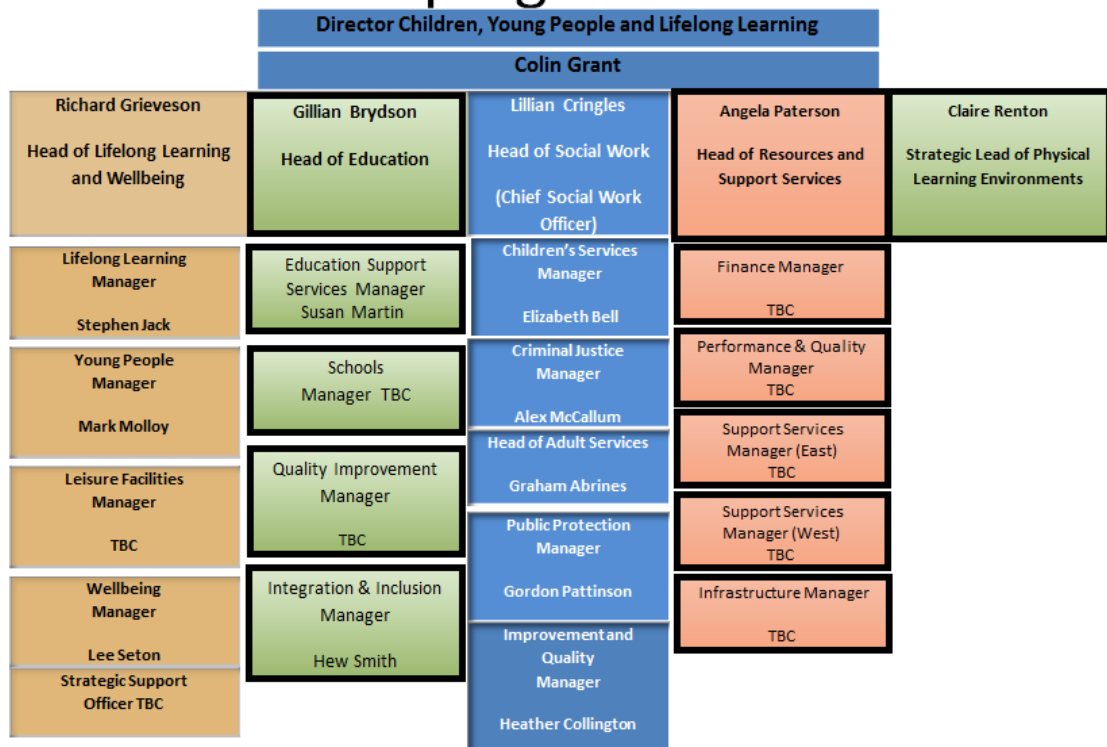 Director Children, Young People and Lifelong Learning
Colin Grant
Richard Grieveson
Head of Lifelong Learning
and Wellbeing
Lifelong Learning
Manager
Stephen Jack
Young People
Manager
Mark Molloy
Leisure Facilities
Manager
TBC
Wellbeing
Manager
Lee Seton
Strategic Support
Officer TBC
Gillian Brydson
Head of Education
Education Support
Services Manager
Susan Martin
Schools
Manager TBC
Quality Improvement
Manager
TBC
Integration & Inclusion
Manager
Hew Smith
Lillian Cringles
Head of Social Work
(Chief Social Work
Officer)
Children's Services
Manager
Elizabeth Bell
Criminal Justice
Manager
Alex McCallum
Head of Adult Services
Graham Abrines
Public Protection
Manager
Gordon Pattinson
Improvement and
Quality
Manager
Heather Collington
Angela Paterson
Head of Resources and
Support Services
Finance Manager
TBC
Performance & Quality
Manager
TBC
Support Services
Manager (East)
TBC
Support Services
Manager (West)
TBC
Infrastructure Manager
TBC
Claire Renton
Strategic Lead of Physical
Learning Environments